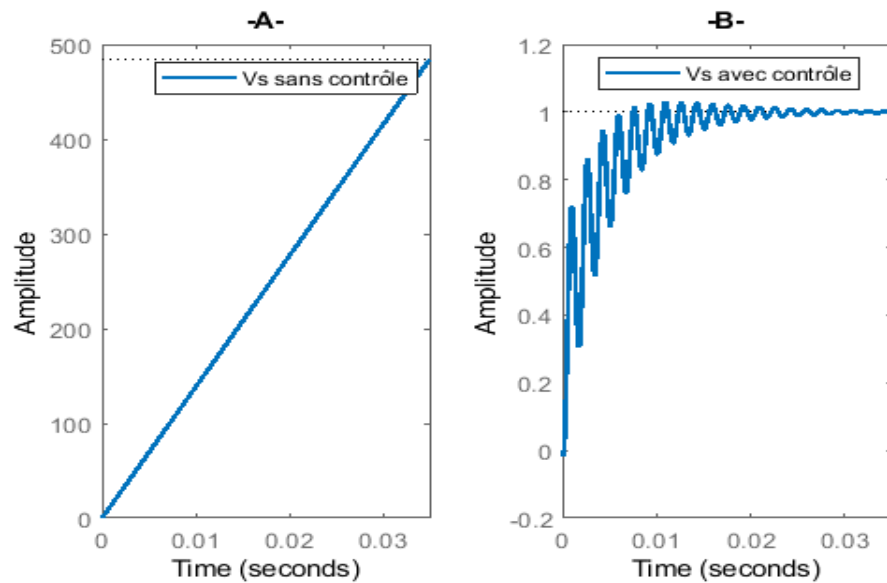 -A-
500
400
300
200
100
0
Amplitude
Vs sans contrôle
0
0.01
0.02
0.03
Time (seconds)
-B-
1.2
1
0.8
0.6
0.4
0.2
0
-0.2
Amplitude
Vs avec contrôle
0
0.01
0.02
0.03
Time (seconds)